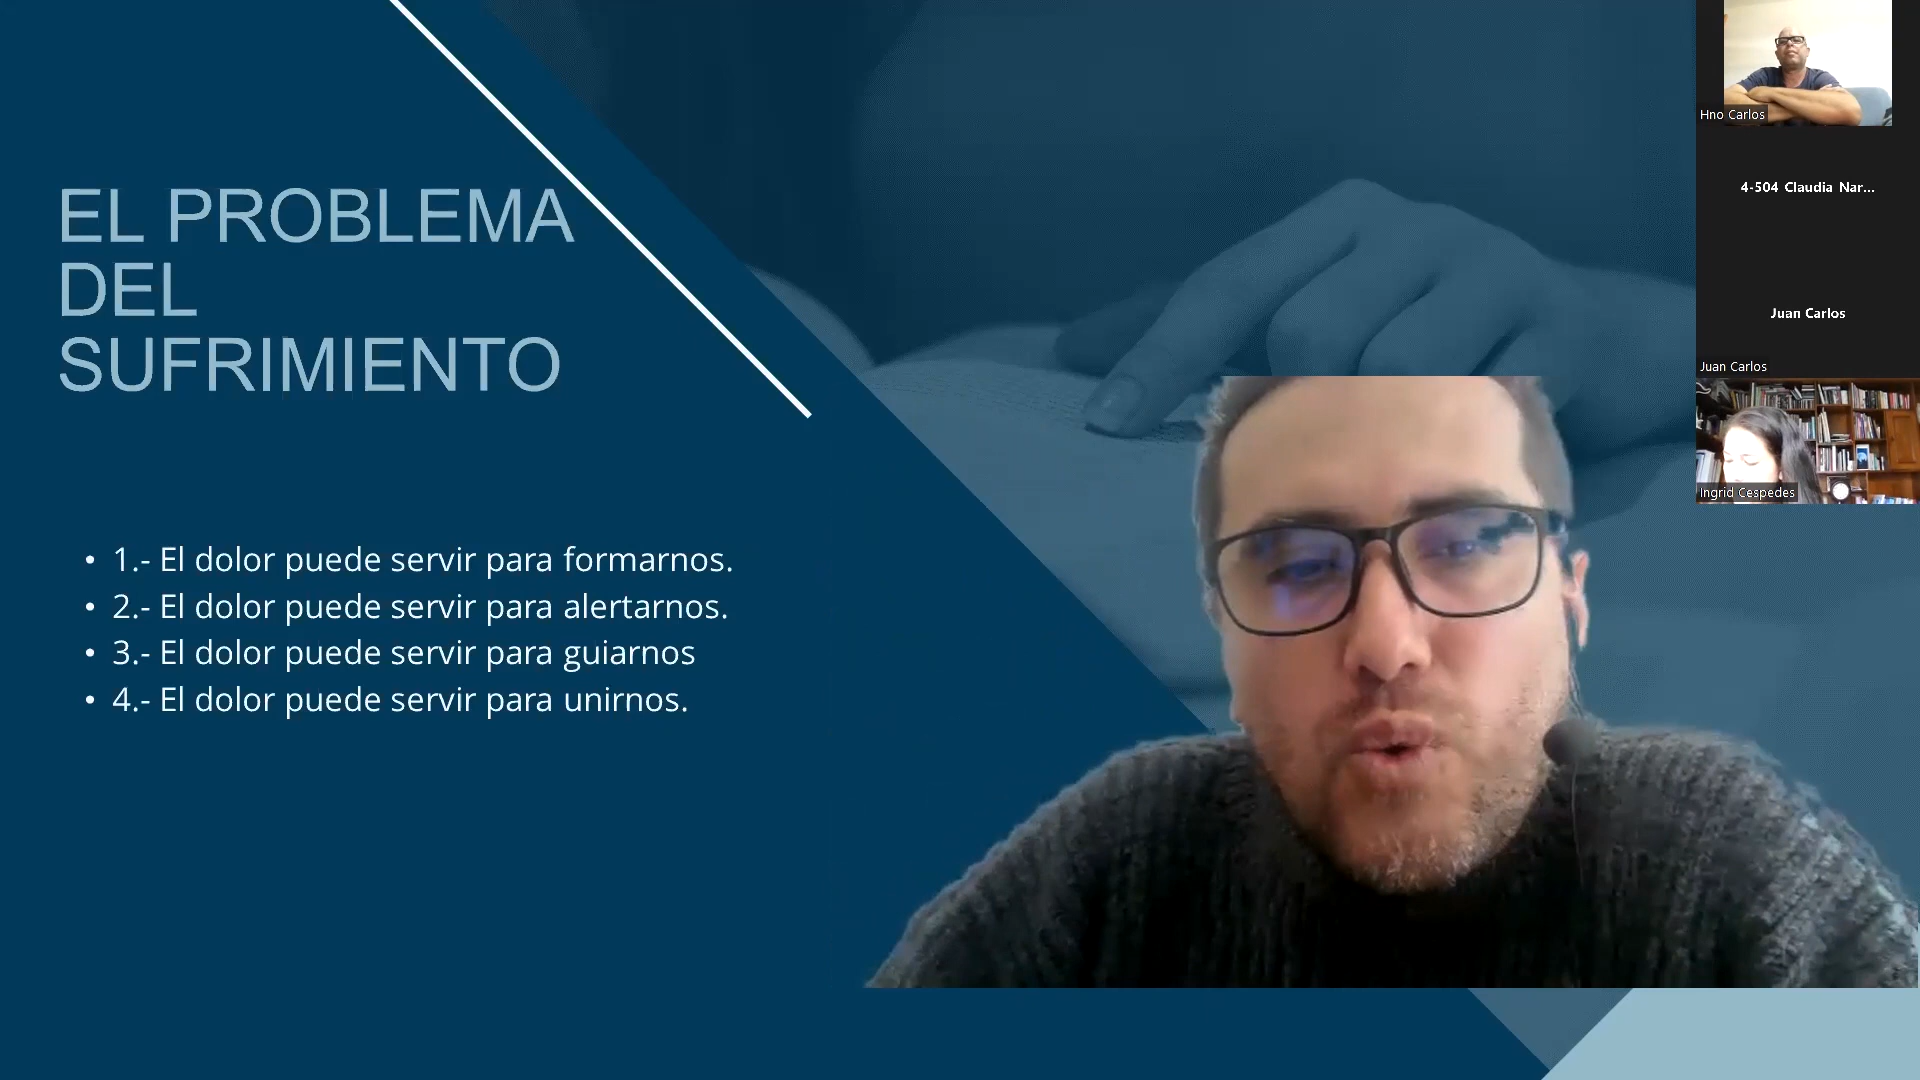 EL PROBLEMA
DEL
SUFRIMIENTO
• 1.- El dolor puede servir para formarnos.
• 2.- El dolor puede servir para alertarnos.
• 3.- El dolor puede servir para guiarnos
• 4.- El dolor puede servir para unirnos.
Hno Carlos
4-504 Claudia Nar...
Juan Carlos
Juan Carlos
Ingrid Cespedes